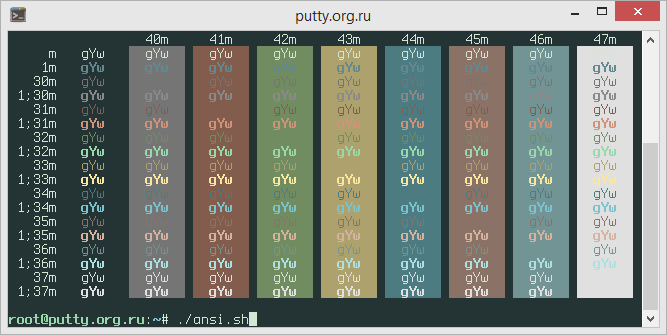 putty.org.ru
40m 41m 42m 43m 44m 45m 46m 47m
m gYw gYw gYw gYw gYw gYw gYw gYw
1m gYw gYw gYw gYw gYw gYw gYw gYw gYw
30m gYw gYw gYw gYw gYw gYw gYw gYw
1;30m gYw gYw gYw gYw gYw gYw gYw gYw gYw
31m gYw gYw gYw gYw gYw gYw gYw gYw
1;31m gYw gYw gYw gYw gYw gYw gYw gYw gYw
32m gYw gYw gYw gYw gYw gYw gYw gYw
1;32m gYw gYw gYw gYw gYw gYw gYw gYw gYw
33m gYw gYw gYw gYw gYw gYw gYw gYw
1;33m gYw gYw gYw gYw gYw gYw gYw gYw gYw
34m gYw gYw gYw gYw gYw gYw gYw gYw
1;34m gYw gYw gYw gYw gYw gYw gYw gYw gYw
35m gYw gYw gYw gYw gYw gYw gYw gYw
1;35m gYw gYw gYw gYw gYw gYw gYw gYw gYw
36m gYw gYw gYw gYw gYw gYw gYw gYw
1;36m gYw gYw gYw gYw gYw gYw gYw gYw gYw
37m gYw gYw gYw gYw gYw gYw gYw gYw
1;37m gYw gYw gYw gYw gYw gYw gYw gYw
root@putty.org.ru:~# ./ansi.sh